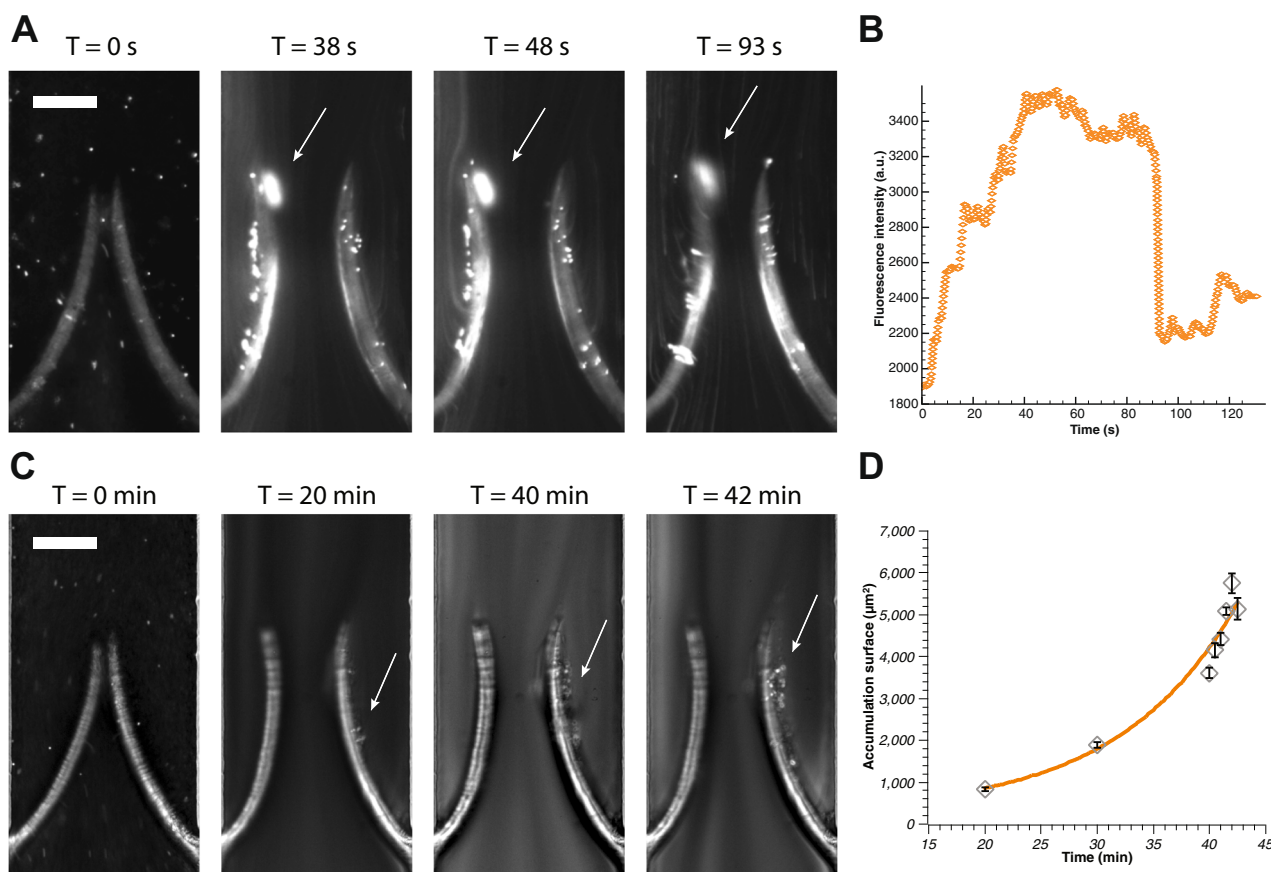 A
T = 0 s
T = 38 s
T = 48 s
T = 93 s
B
Fluorescence intensity (a.u.)
3400
3200
3000
2800
2600
2400
2200
2000
1800
0 20 40 60 80 100 120
Time (s)
C
T = 0 min
T = 20 min
T = 40 min
T = 42 min
D
Accumulation surface (µm²)
7,000
6,000
5,000
4,000
3,000
2,000
1,000
0
15 20 25 30 35 40 45
Time (min)